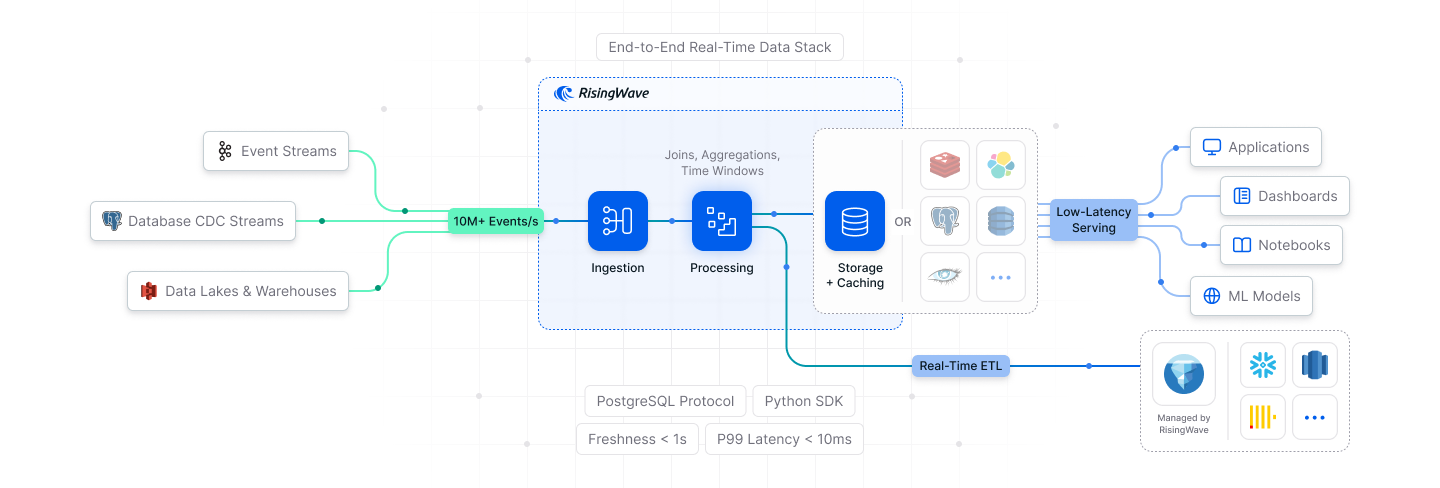 End-to-End Real-Time Data Stack
RisingWave
Event Streams
Database CDC Streams
Data Lakes & Warehouses
10M+ Events/s
Joins, Aggregations,
Time Windows
Ingestion
Processing
Storage
+ Caching
OR
Low-Latency
Serving
Applications
Dashboards
Notebooks
ML Models
Real-Time ETL
Managed by
RisingWave
PostgreSQL Protocol
Python SDK
Freshness < 1s
P99 Latency < 10ms